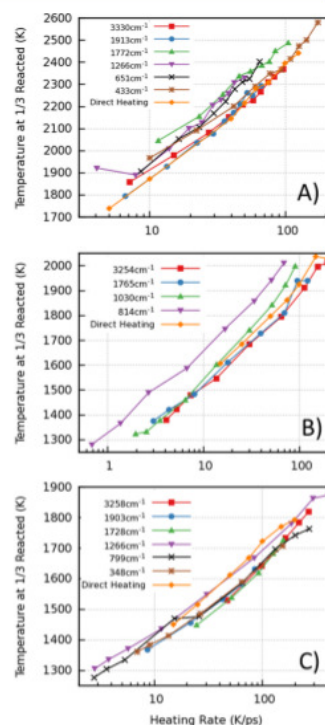 Temperature at 1/3 Reacted (K)
2700
2600
2500
2400
2300
2200
2100
2000
1900
1800
1700
3330cm⁻¹
1913cm⁻¹
1772cm⁻¹
1266cm⁻¹
651cm⁻¹
433cm⁻¹
Direct Heating
A)
10
100
Temperature at 1/3 Reacted (K)
2000
1900
1800
1700
1600
1500
1400
1300
3254cm⁻¹
1765cm⁻¹
1030cm⁻¹
814cm⁻¹
Direct Heating
B)
1
10
100
Temperature at 1/3 Reacted (K)
1900
1800
1700
1600
1500
1400
1300
3258cm⁻¹
1903cm⁻¹
1728cm⁻¹
1266cm⁻¹
799cm⁻¹
348cm⁻¹
Direct Heating
C)
10
100
Heating Rate (K/ps)